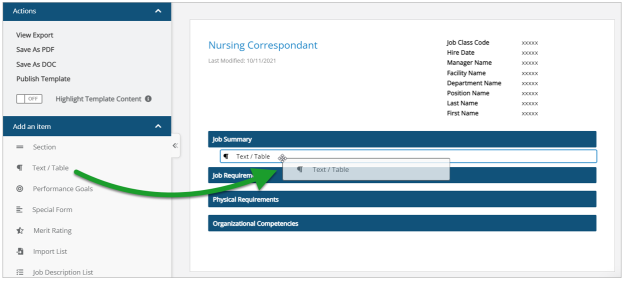 Actions
View Export
Save As PDF
Save As DOC
Publish Template
OFF Highlight Template Content
Add an item
Section
Text / Table
Performance Goals
Special Form
Merit Rating
Import List
Job Description List
Nursing Correspondant
Last Modified: 10/11/2021
Job Class Code xxxxx
Hire Date xxxxx
Manager Name xxxxx
Facility Name xxxxx
Department Name xxxxx
Position Name xxxxx
Last Name xxxxx
First Name xxxxx
Job Summary
¶ Text / Table
¶ Text / Table
Job
Physical Requirements
Organizational Competencies